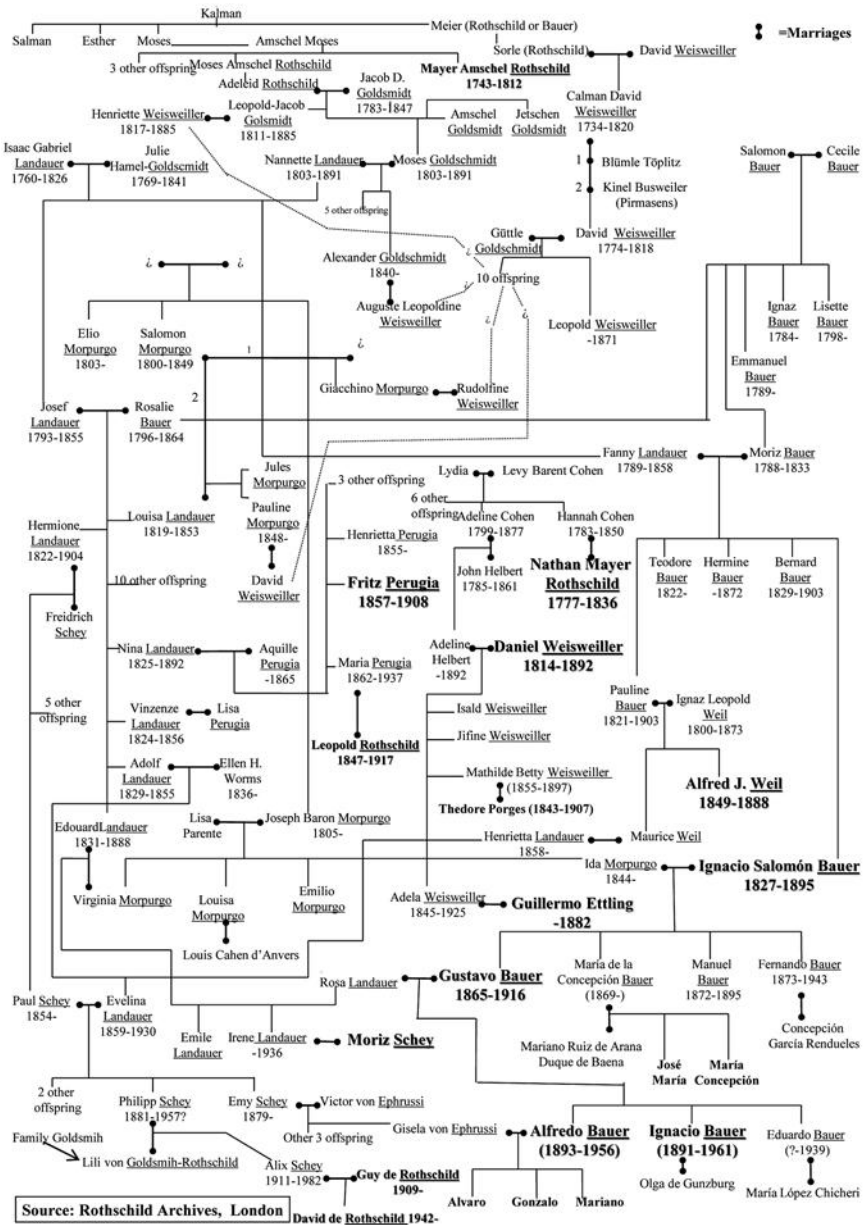 Kalman
Meier (Rothschild or Bauer)
=Marriages
Salman
Esther
Moses
Amschel Moses
Sorle (Rothschild)
David Weisweiller
3 other offspring
Moses Amschel Rothschild
Mayer Amschel Rothschild
1743-1812
Adeleid Rothschild
Jacob D.
Goldsmidt
1783-1847
Calman David
Weisweiller
1734-1820
Henriette Weisweiller
1817-1885
Leopold-Jacob
Golsmidt
1811-1885
Amschel
Goldsmidt
Jetschen
Goldsmidt
Isaac Gabriel
Landauer
1760-1826
Julie
Hamel-Goldscmidt
1769-1841
Nannette Landauer
1803-1891
Moses Goldschmidt
1803-1891
1 Blümle Töplitz
2 Kinel Busweiler
(Pirmasens)
Salomon
Bauer
Cecile
Bauer
5 other
offspring
Güttle
Goldschmidt
David Weisweiller
1774-1818
Alexander Goldschmidt
1840-
¿
¿
¿
10 offspring
¿
¿
¿
¿
Auguste Leopoldine
Weisweiller
Leopold Weisweiller
-1871
Ignaz
Bauer
1784-
Lisette
Bauer
1798-
Elio
Morpurgo
1803-
Salomon
Morpurgo
1800-1849
1
¿
Emmanuel
Bauer
1789-
Giacchino Morpurgo
Rudolfine
Weisweiller
2
Josef
Landauer
1793-1855
Rosalie
Bauer
1796-1864
Fanny Landauer
1789-1858
Moriz Bauer
1788-1833
Jules
Morpurgo
3 other offspring
Lydia
Levy Barent Cohen
6 other
offspring
Louisa Landauer
1819-1853
Pauline
Morpurgo
1848-
Adeline Cohen
1799-1877
Hannah Cohen
1783-1850
Hermione
Landauer
1822-1904
Henrietta Perugia
1855-
John Helbert
1785-1861
Nathan Mayer
Rothschild
1777-1836
Teodore
Bauer
1822-
Hermine
Bauer
-1872
Bernard
Bauer
1829-1903
10 other offspring
David
Weisweiller
Fritz Perugia
1857-1908
Freidrich
Schey
Nina Landauer
1825-1892
Aquille
Perugia
-1865
Maria Perugia
1862-1937
Adeline
Helbert
-1892
Daniel Weisweiller
1814-1892
Pauline
Bauer
1821-1903
Ignaz Leopold
Weil
1800-1873
5 other
offspring
Vinzenze
Landauer
1824-1856
Lisa
Perugia
Isald Weisweiller
Jifine Weisweiller
Leopold Rothschild
1847-1917
Adolf
Landauer
1829-1855
Ellen H.
Worms
1836-
Mathilde Betty Weisweiller
(1855-1897)
Thedore Porges (1843-1907)
Alfred J. Weil
1849-1888
EdouardLandauer
1831-1888
Lisa
Parente
Joseph Baron Morpurgo
1805-
Henrietta Landauer
1858-
Maurice Weil
Ida Morpurgo
1844-
Ignacio Salomón Bauer
1827-1895
Virginia Morpurgo
Louisa
Morpurgo
Emilio
Morpurgo
Adela Weisweiller
1845-1925
Guillermo Ettling
-1882
Louis Cahen d'Anvers
Rosa Landauer
Gustavo Bauer
1865-1916
María de la
Concepción Bauer
(1869-)
Manuel
Bauer
1872-1895
Fernando Bauer
1873-1943
Paul Schey
1854-
Evelina
Landauer
1859-1930
Emile
Landauer
Irene Landauer
-1936
Moriz Schey
Mariano Ruiz de Arana
Duque de Baena
Concepción
García Rendueles
José
María
María
Concepción
2 other
offspring
Philipp Schey
1881-1957?
Emy Schey
1879-
Victor von Ephrussi
Other 3 offspring
Gisela von Ephrussi
Alfredo Bauer
(1893-1956)
Ignacio Bauer
(1891-1961)
Eduardo Bauer
(?-1939)
Family Goldsmih
Lili von Goldsmih-Rothschild
Alix Schey
1911-1982
Guy de Rothschild
1909-
Olga de Gunzburg
María López Chicheri
Alvaro
Gonzalo
Mariano
David de Rothschild 1942-
Source: Rothschild Archives, London